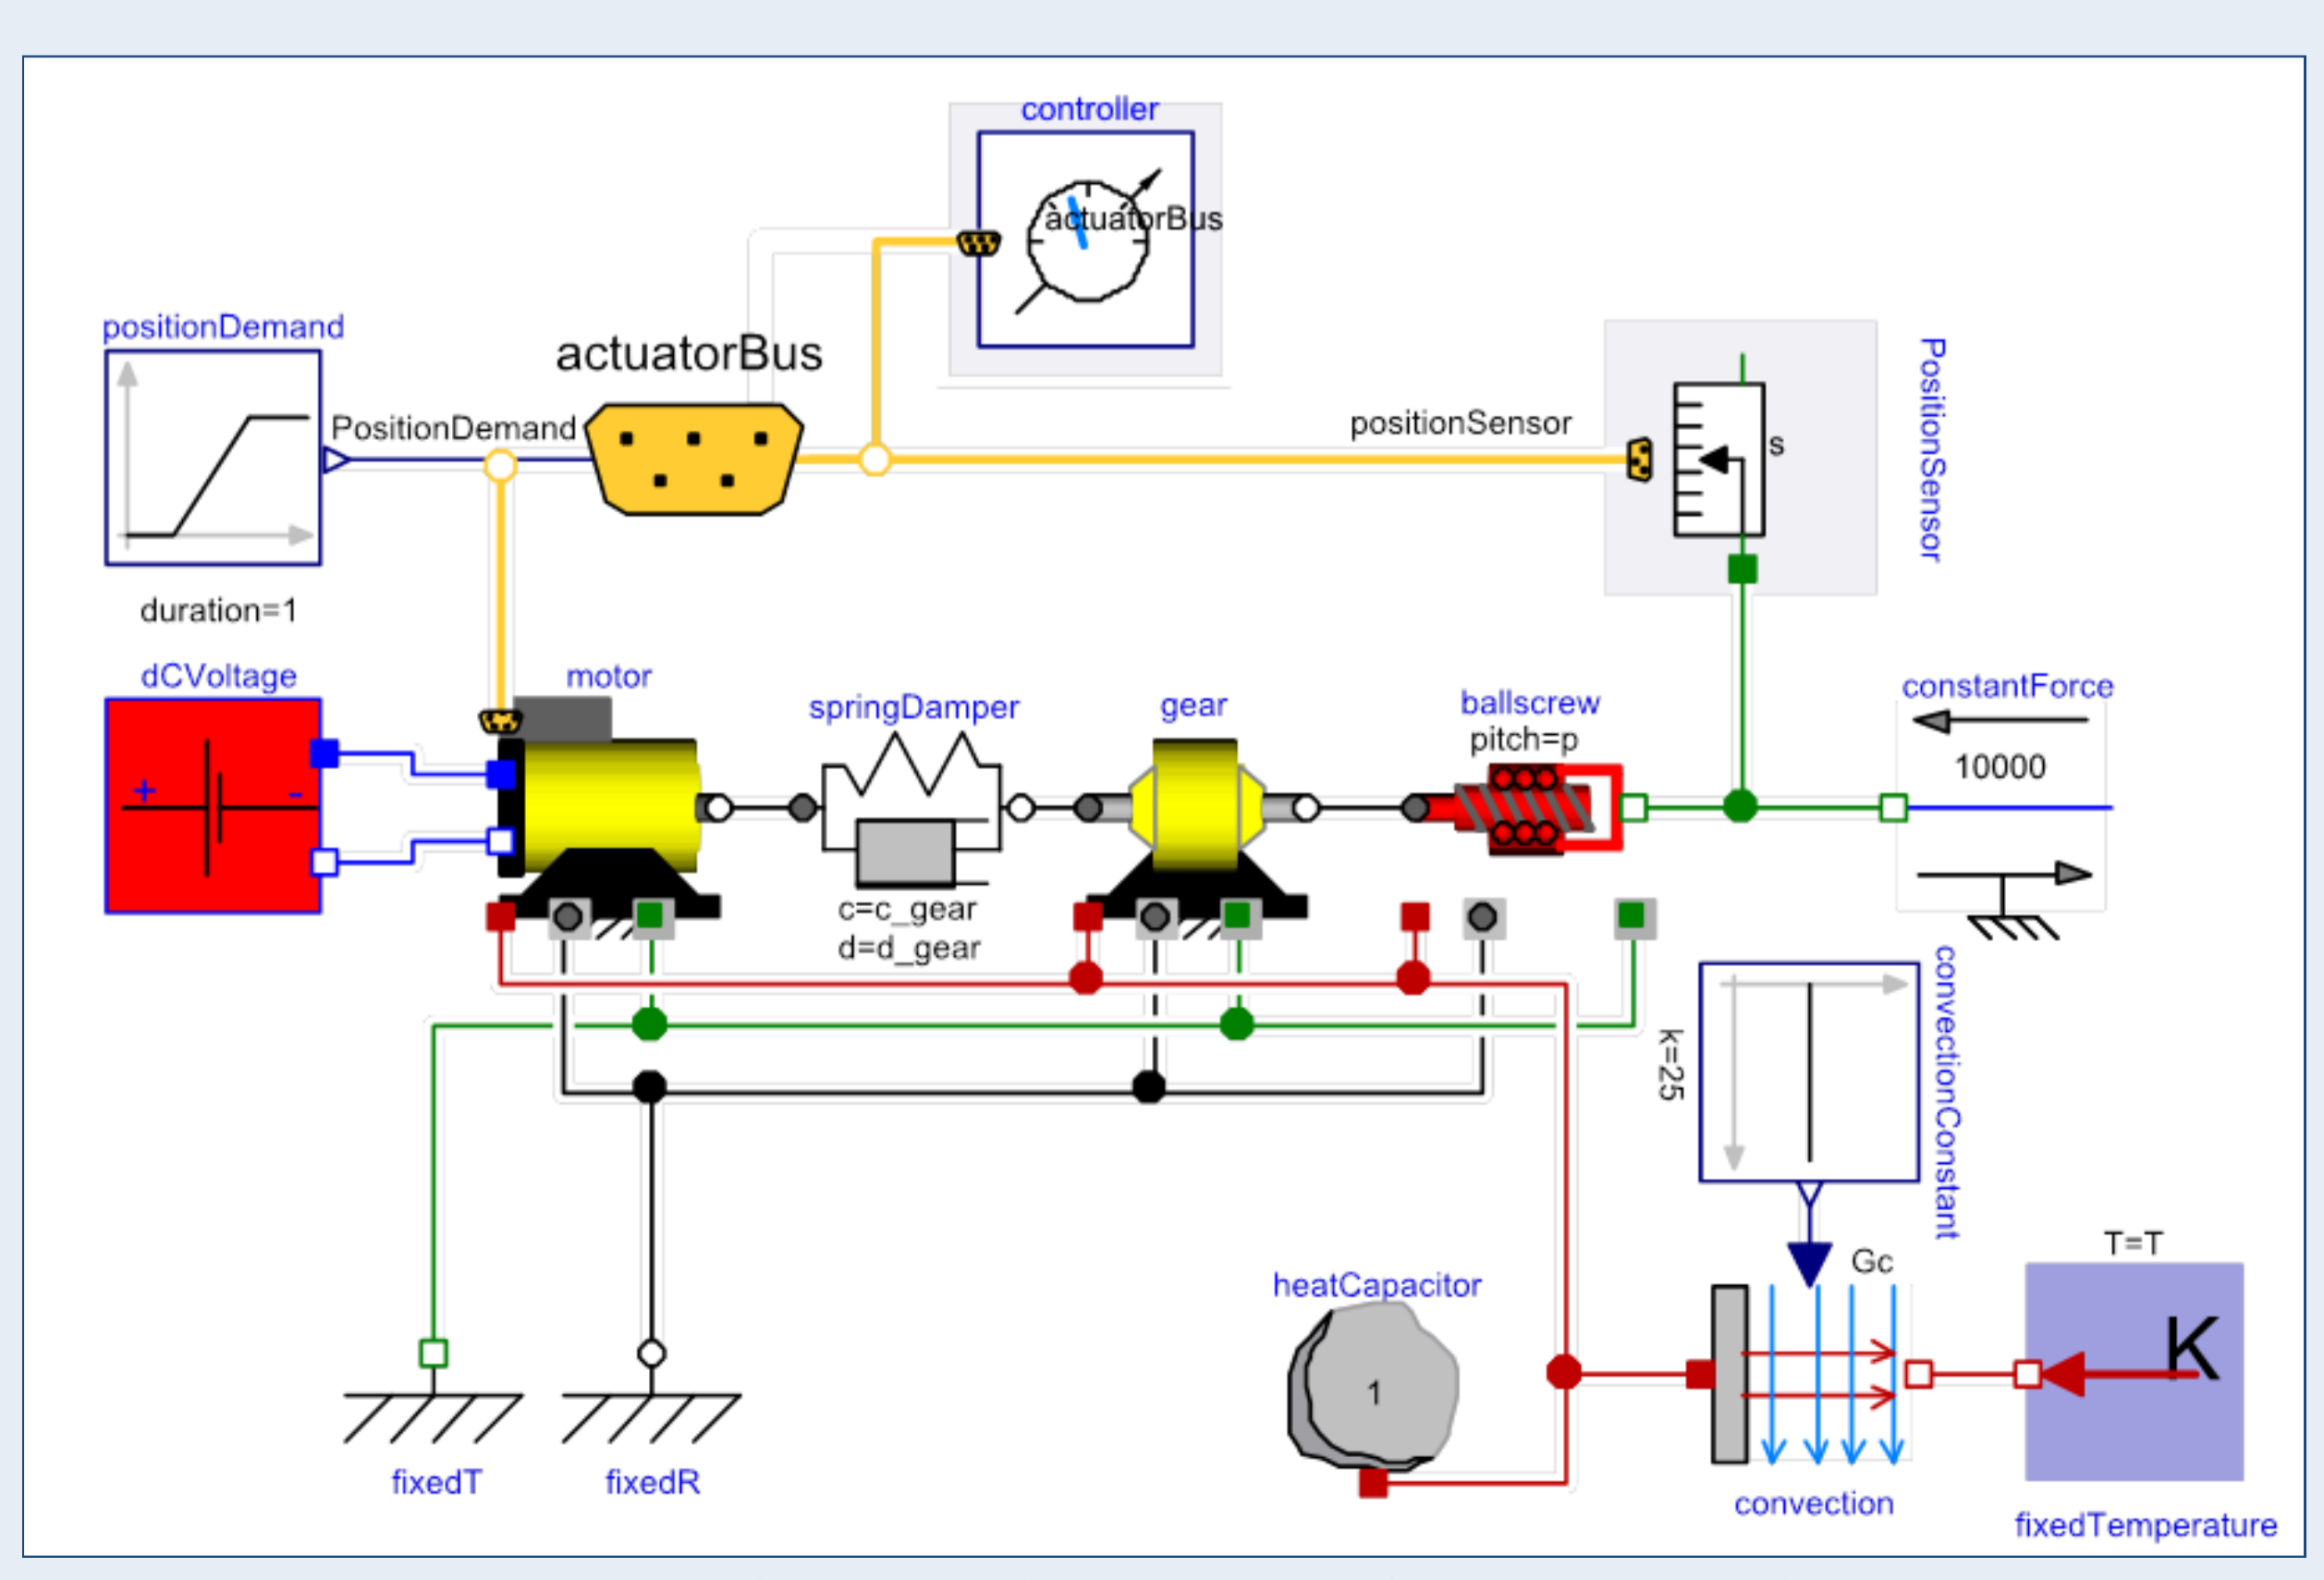 controller
actuatorBus
positionDemand
actuatorBus
PositionDemand
positionSensor
s
PositionSensor
duration=1
dCVoltage
+ -
motor
springDamper
gear
ballscrew
pitch=p
constantForce
10000
c=c_gear
d=d_gear
k=25
convectionConstant
Gc
T=T
K
heatCapacitor
1
fixedT
fixedR
convection
fixedTemperature